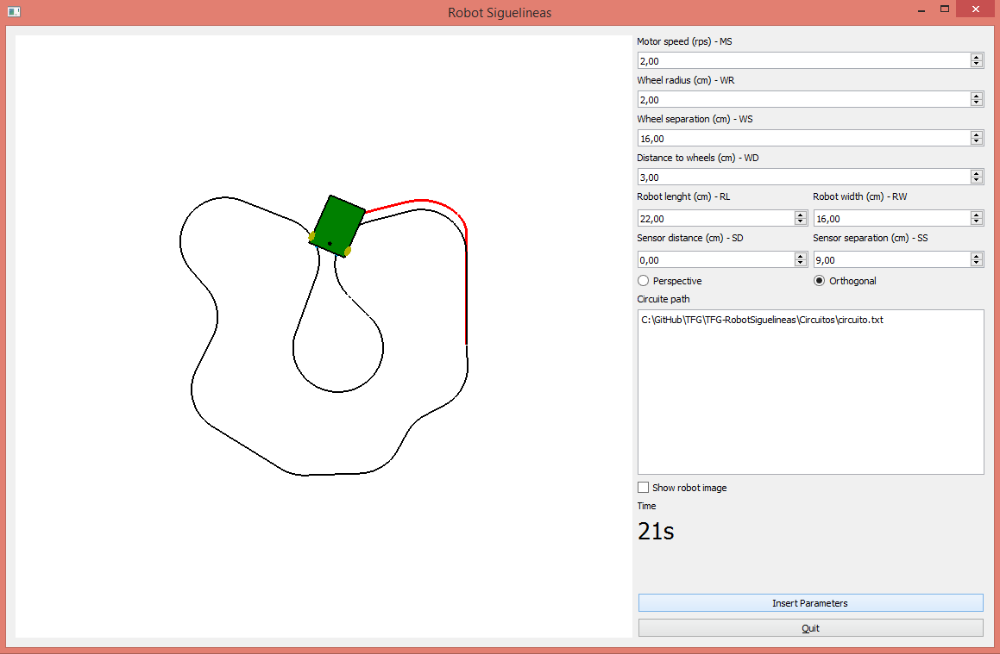 Robot Siguelineas
Motor speed (rps) - MS
2,00
Wheel radius (cm) - WR
2,00
Wheel separation (cm) - WS
16,00
Distance to wheels (cm) - WD
3,00
Robot lenght (cm) - RL
Robot width (cm) - RW
22,00
16,00
Sensor distance (cm) - SD
Sensor separation (cm) - SS
0,00
9,00
Perspective
Orthogonal
Circuite path
C:\GitHub\TFG\TFG-RobotSiguelineas\Circuitos\circuito.txt
Show robot image
Time
21s
Insert Parameters
Quit